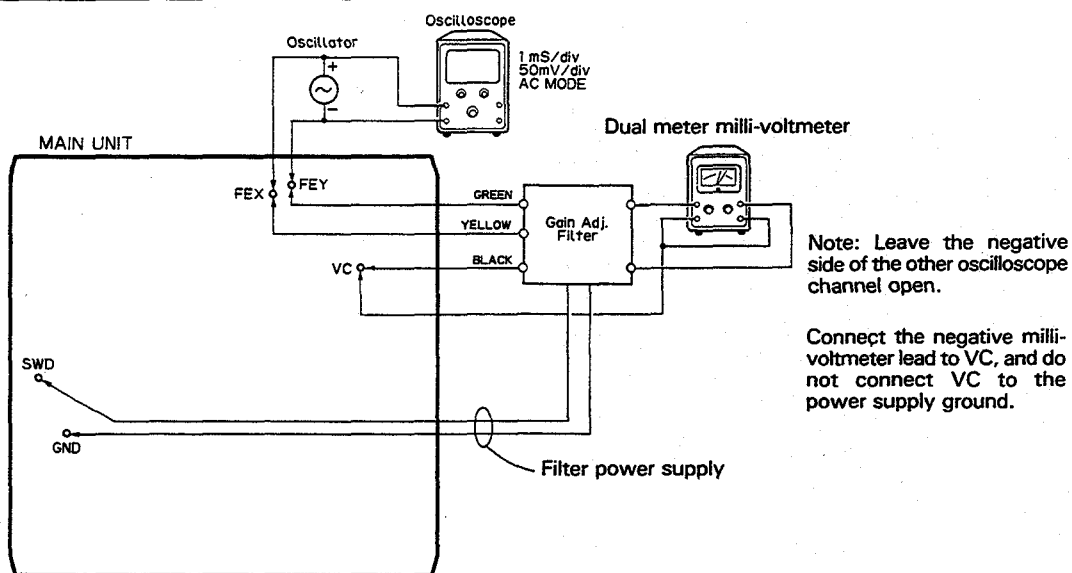 Oscilloscope
Oscillator
1 mS/div
50mV/div
AC MODE
+
−
Dual meter milli-voltmeter
MAIN UNIT
FEX
FEY
GREEN
YELLOW
BLACK
Gain Adj.
Filter
VC
Note: Leave the negative
side of the other oscilloscope
channel open.
Connect the negative milli-
voltmeter lead to VC, and do
not connect VC to the
power supply ground.
SWD
GND
Filter power supply